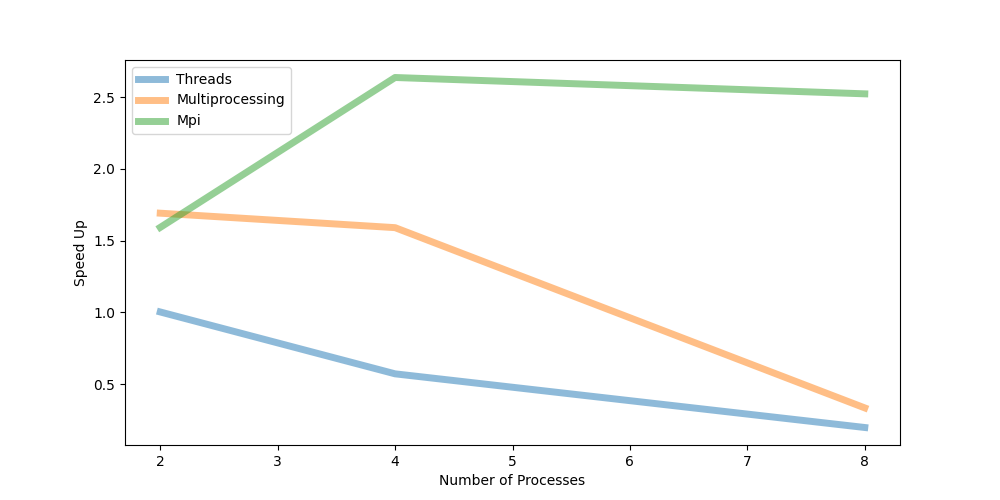 Threads
Multiprocessing
Mpi
2.5
2.0
1.5
1.0
0.5
Speed Up
2 3 4 5 6 7 8
Number of Processes